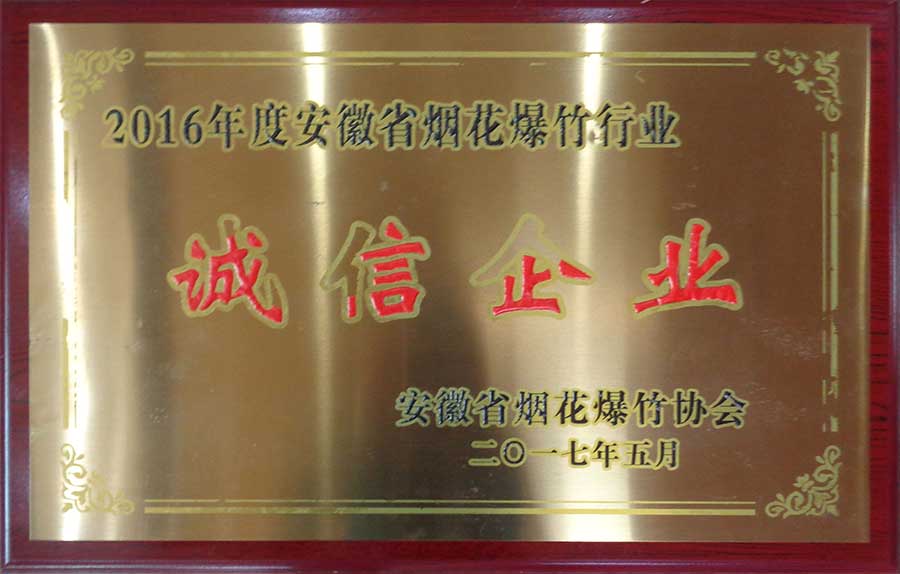 2016年度安徽省烟花爆竹行业
诚信企业
安徽省烟花爆竹协会
二〇一七年五月